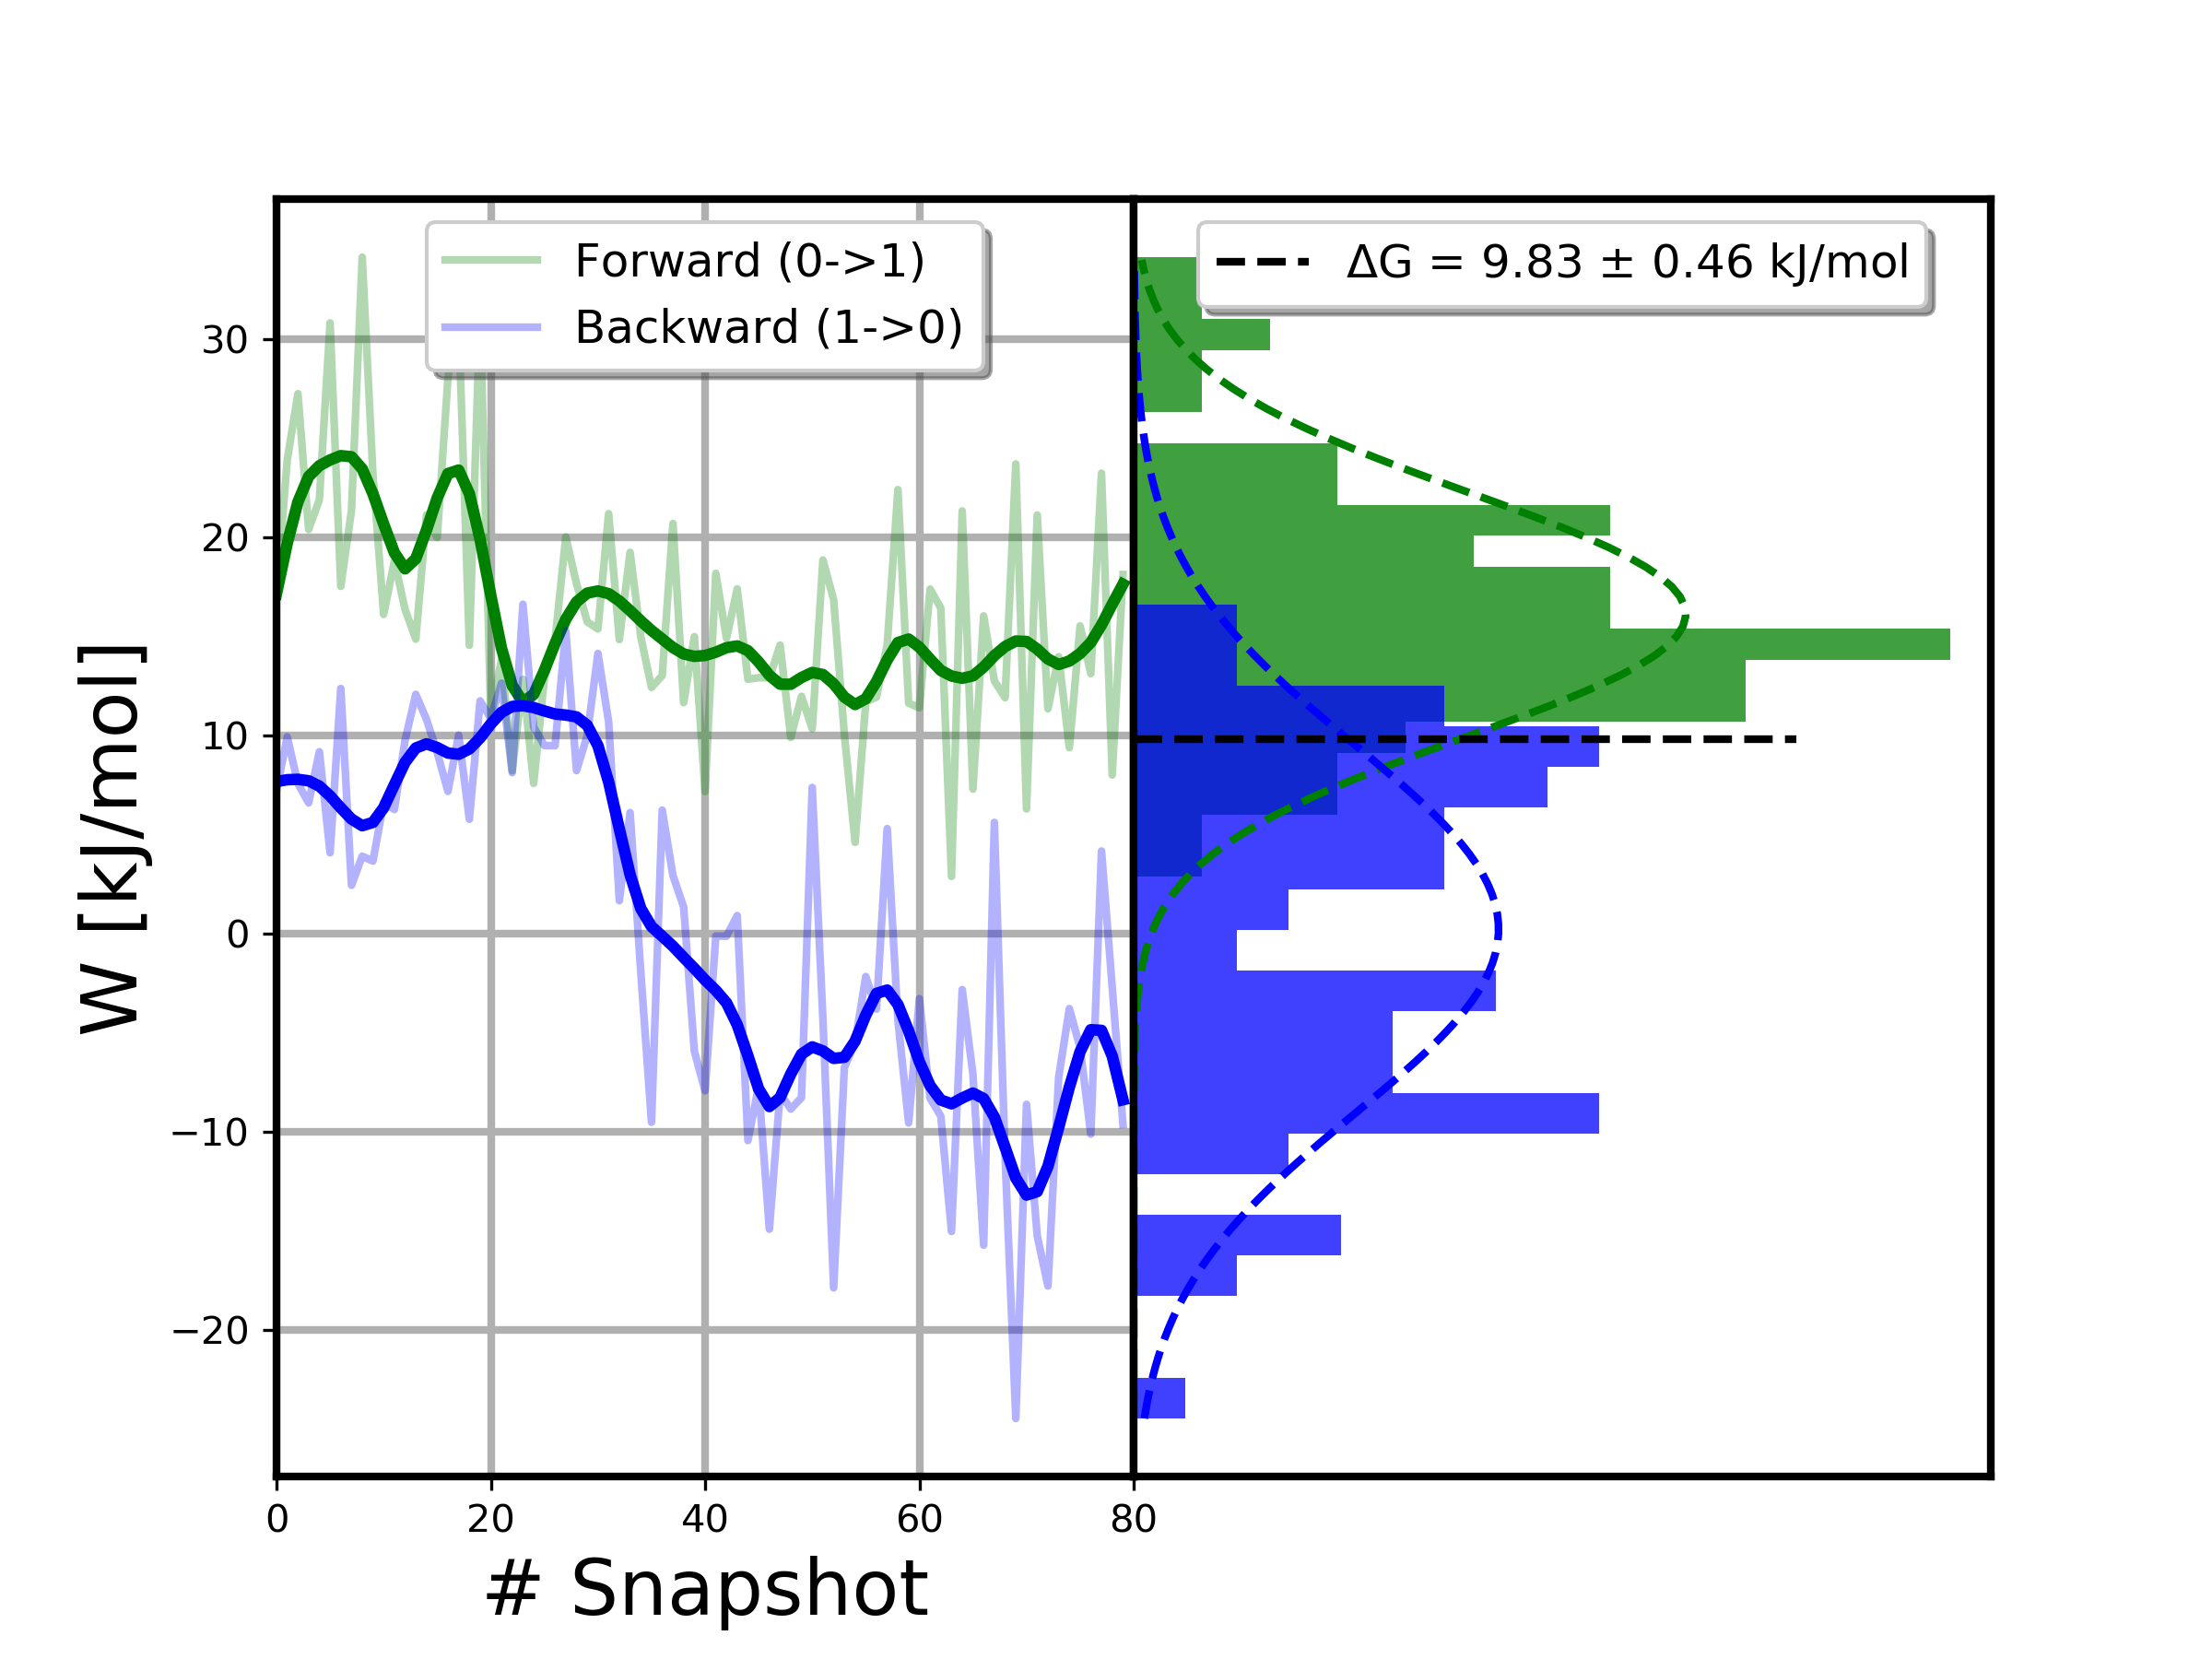 Forward (0->1)
Backward (1->0)
ΔG = 9.83 ± 0.46 kJ/mol
W [kJ/mol]
30
20
10
0
−10
−20
0 20 40 60 80
# Snapshot